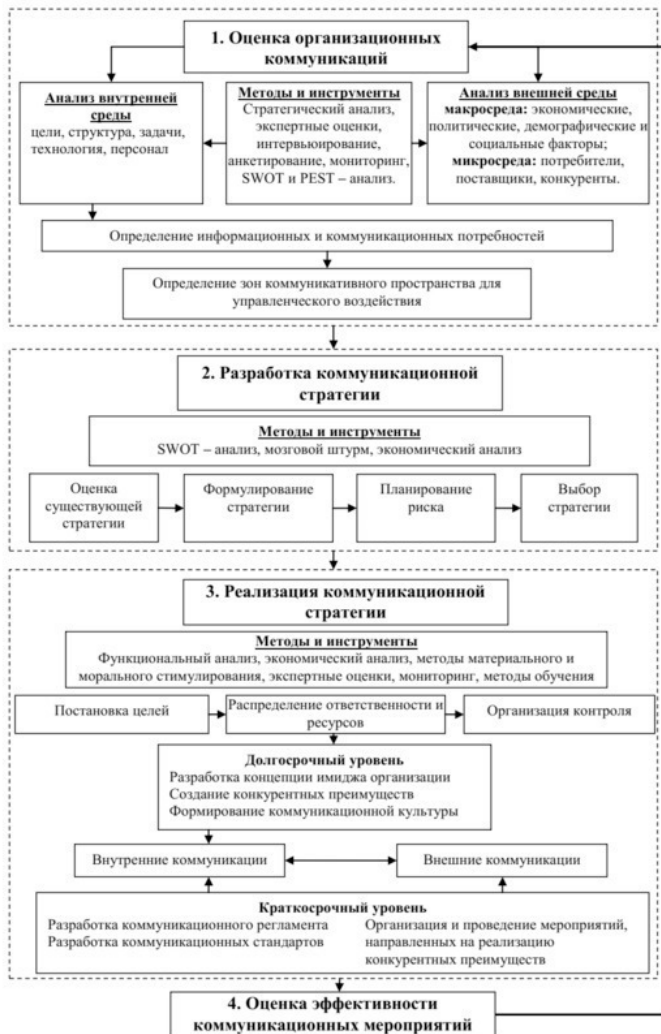 1. Оценка организационных
коммуникаций
Анализ внутренней
среды
цели, структура, задачи,
технология, персонал
Методы и инструменты
Стратегический анализ,
экспертные оценки,
интервьюирование,
анкетирование, мониторинг,
SWOT и PEST – анализ.
Анализ внешней среды
макросреда: экономические,
политические, демографические и
социальные факторы;
микросреда: потребители,
поставщики, конкуренты.
Определение информационных и коммуникационных потребностей
Определение зон коммуникативного пространства для
управленческого воздействия
2. Разработка коммуникационной
стратегии
Методы и инструменты
SWOT – анализ, мозговой штурм, экономический анализ
Оценка
существующей
стратегии
Формулирование
стратегии
Планирование
риска
Выбор
стратегии
3. Реализация коммуникационной
стратегии
Методы и инструменты
Функциональный анализ, экономический анализ, методы материального и
морального стимулирования, экспертные оценки, мониторинг, методы обучения
Постановка целей
Распределение ответственности и
ресурсов
Организация контроля
Долгосрочный уровень
Разработка концепции имиджа организации
Создание конкурентных преимуществ
Формирование коммуникационной культуры
Внутренние коммуникации
Внешние коммуникации
Краткосрочный уровень
Разработка коммуникационного регламента
Разработка коммуникационных стандартов
Организация и проведение мероприятий,
направленных на реализацию
конкурентных преимуществ
4. Оценка эффективности
коммуникационных мероприятий